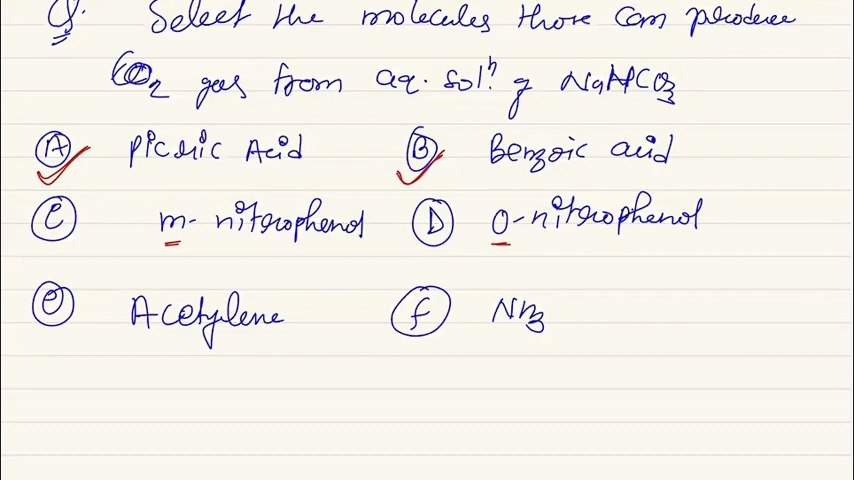 Q. Select the molecules those can produce
CO2 gas from aq. sol.n of NaHCO3
A Picric Acid B Benzoic acid
C m-nitrophenol D O-nitrophenol
e Acetylene f NH3